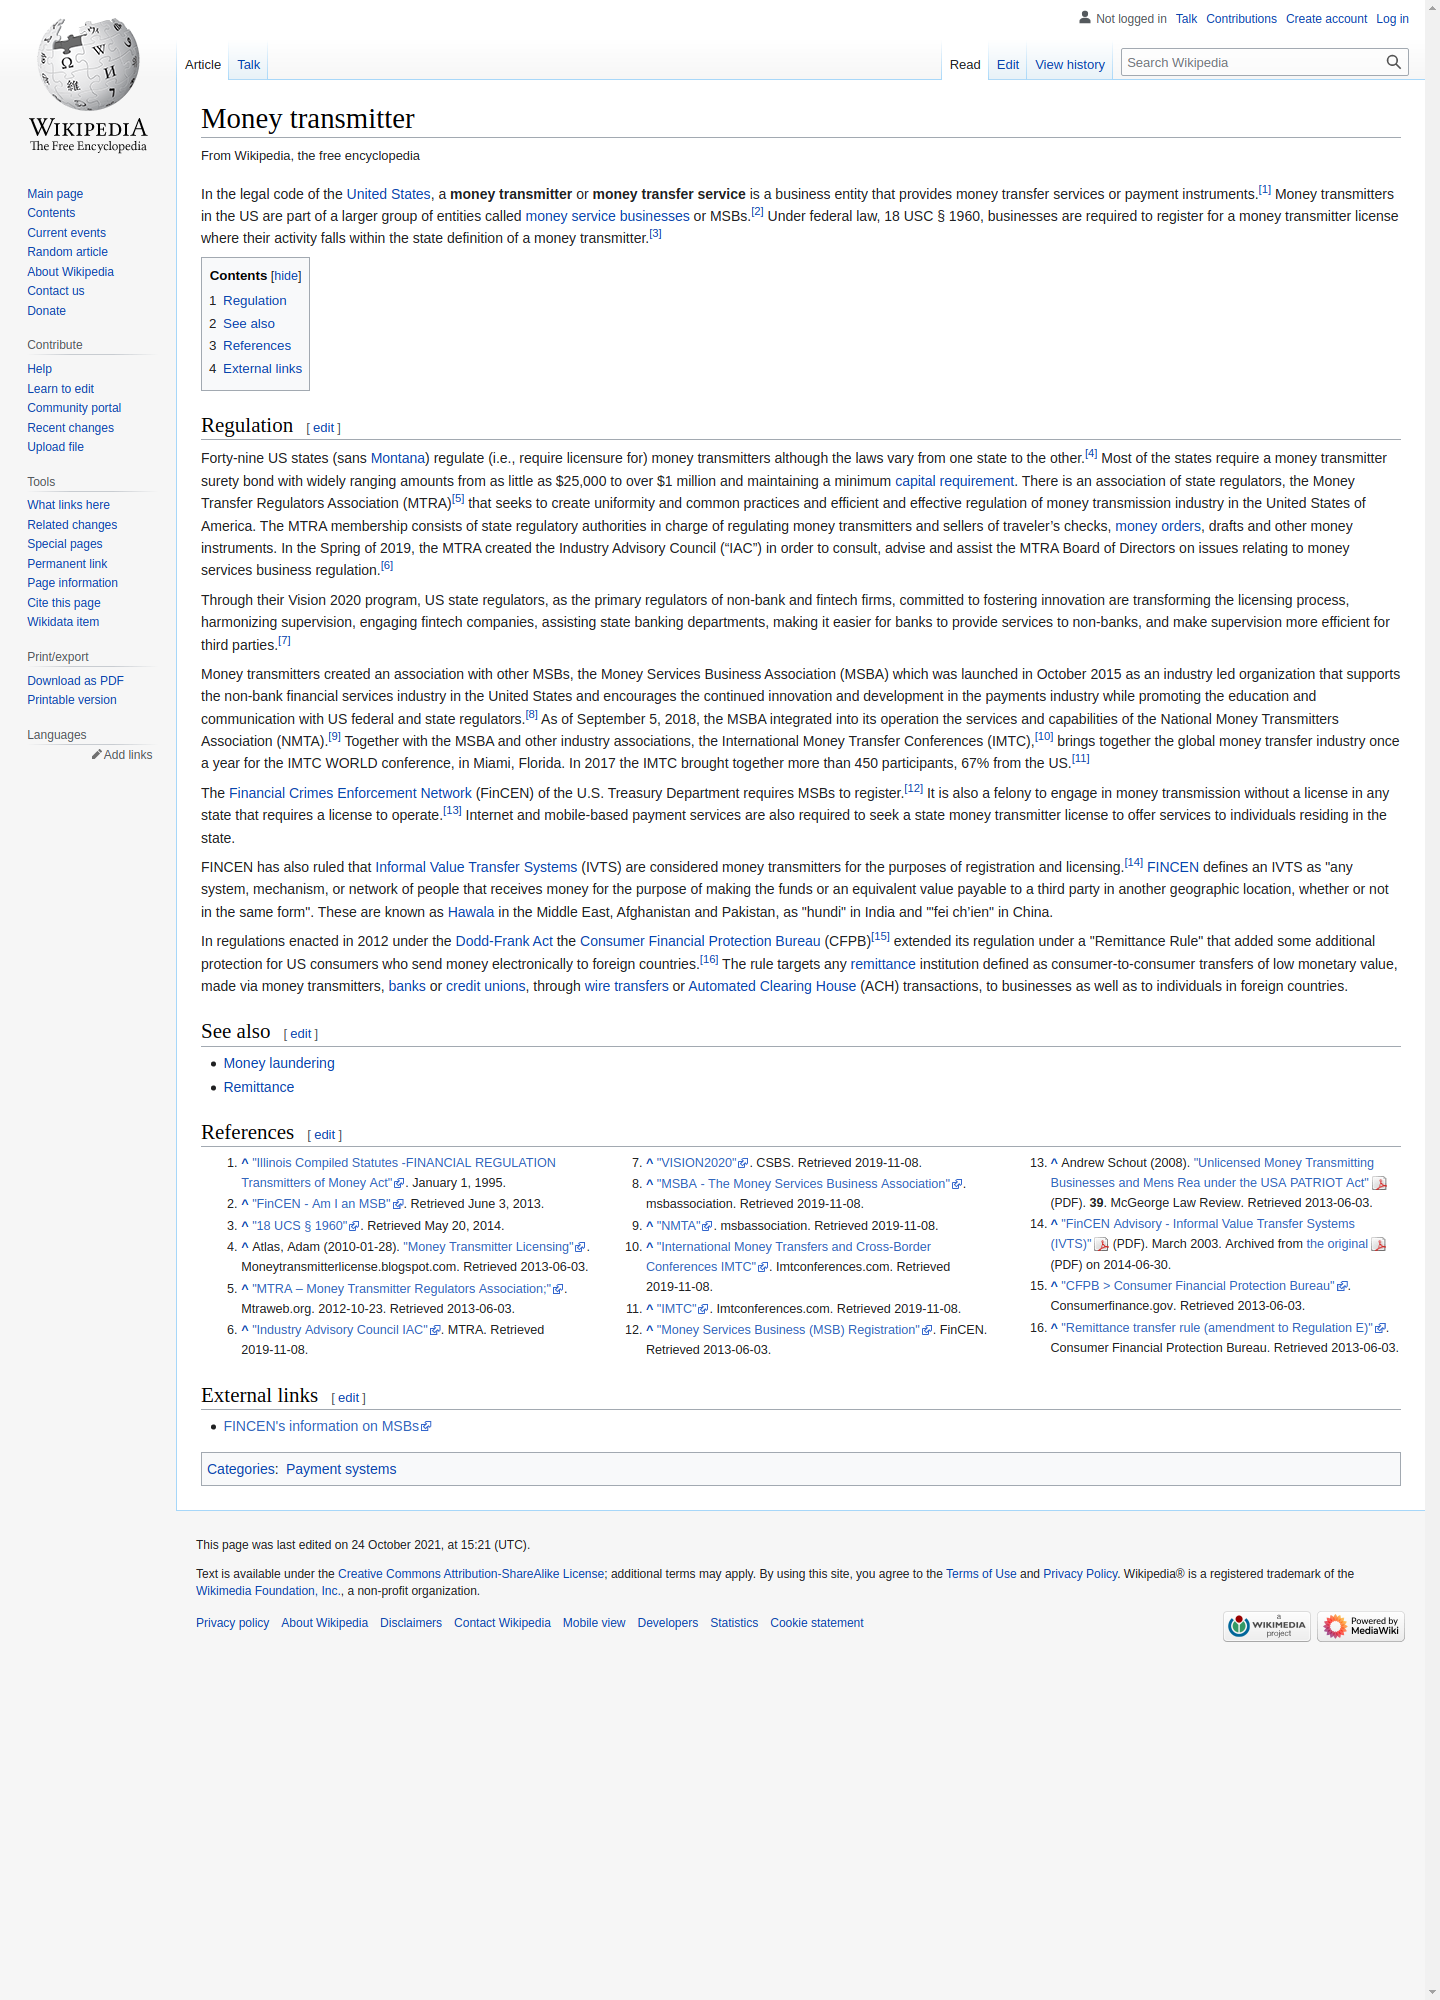 Not logged in Talk Contributions Create account Log in
Article Talk Read Edit View history Search Wikipedia
WIKIPEDIA
The Free Encyclopedia
Main page
Contents
Current events
Random article
About Wikipedia
Contact us
Donate
Contribute
Help
Learn to edit
Community portal
Recent changes
Upload file
Tools
What links here
Related changes
Special pages
Permanent link
Page information
Cite this page
Wikidata item
Print/export
Download as PDF
Printable version
Languages
Add links
Money transmitter
From Wikipedia, the free encyclopedia
In the legal code of the United States, a money transmitter or money transfer service is a business entity that provides money transfer services or payment instruments.[1] Money transmitters
in the US are part of a larger group of entities called money service businesses or MSBs.[2] Under federal law, 18 USC § 1960, businesses are required to register for a money transmitter license
where their activity falls within the state definition of a money transmitter.[3]
Contents [hide]
1 Regulation
2 See also
3 References
4 External links
Regulation [ edit ]
Forty-nine US states (sans Montana) regulate (i.e., require licensure for) money transmitters although the laws vary from one state to the other.[4] Most of the states require a money transmitter
surety bond with widely ranging amounts from as little as $25,000 to over $1 million and maintaining a minimum capital requirement. There is an association of state regulators, the Money
Transfer Regulators Association (MTRA)[5] that seeks to create uniformity and common practices and efficient and effective regulation of money transmission industry in the United States of
America. The MTRA membership consists of state regulatory authorities in charge of regulating money transmitters and sellers of traveler’s checks, money orders, drafts and other money
instruments. In the Spring of 2019, the MTRA created the Industry Advisory Council (“IAC”) in order to consult, advise and assist the MTRA Board of Directors on issues relating to money
services business regulation.[6]
Through their Vision 2020 program, US state regulators, as the primary regulators of non-bank and fintech firms, committed to fostering innovation are transforming the licensing process,
harmonizing supervision, engaging fintech companies, assisting state banking departments, making it easier for banks to provide services to non-banks, and make supervision more efficient for
third parties.[7]
Money transmitters created an association with other MSBs, the Money Services Business Association (MSBA) which was launched in October 2015 as an industry led organization that supports
the non-bank financial services industry in the United States and encourages the continued innovation and development in the payments industry while promoting the education and
communication with US federal and state regulators.[8] As of September 5, 2018, the MSBA integrated into its operation the services and capabilities of the National Money Transmitters
Association (NMTA).[9] Together with the MSBA and other industry associations, the International Money Transfer Conferences (IMTC),[10] brings together the global money transfer industry once
a year for the IMTC WORLD conference, in Miami, Florida. In 2017 the IMTC brought together more than 450 participants, 67% from the US.[11]
The Financial Crimes Enforcement Network (FinCEN) of the U.S. Treasury Department requires MSBs to register.[12] It is also a felony to engage in money transmission without a license in any
state that requires a license to operate.[13] Internet and mobile-based payment services are also required to seek a state money transmitter license to offer services to individuals residing in the
state.
FINCEN has also ruled that Informal Value Transfer Systems (IVTS) are considered money transmitters for the purposes of registration and licensing.[14] FINCEN defines an IVTS as "any
system, mechanism, or network of people that receives money for the purpose of making the funds or an equivalent value payable to a third party in another geographic location, whether or not
in the same form". These are known as Hawala in the Middle East, Afghanistan and Pakistan, as "hundi" in India and "'fei ch’ien" in China.
In regulations enacted in 2012 under the Dodd-Frank Act the Consumer Financial Protection Bureau (CFPB)[15] extended its regulation under a "Remittance Rule" that added some additional
protection for US consumers who send money electronically to foreign countries.[16] The rule targets any remittance institution defined as consumer-to-consumer transfers of low monetary value,
made via money transmitters, banks or credit unions, through wire transfers or Automated Clearing House (ACH) transactions, to businesses as well as to individuals in foreign countries.
See also [ edit ]
Money laundering
Remittance
References [ edit ]
1. ^ "Illinois Compiled Statutes -FINANCIAL REGULATION
Transmitters of Money Act". January 1, 1995.
2. ^ "FinCEN - Am I an MSB". Retrieved June 3, 2013.
3. ^ "18 UCS § 1960". Retrieved May 20, 2014.
4. ^ Atlas, Adam (2010-01-28). "Money Transmitter Licensing".
Moneytransmitterlicense.blogspot.com. Retrieved 2013-06-03.
5. ^ "MTRA – Money Transmitter Regulators Association;".
Mtraweb.org. 2012-10-23. Retrieved 2013-06-03.
6. ^ "Industry Advisory Council IAC". MTRA. Retrieved
2019-11-08.
7. ^ "VISION2020". CSBS. Retrieved 2019-11-08.
8. ^ "MSBA - The Money Services Business Association".
msbassociation. Retrieved 2019-11-08.
9. ^ "NMTA". msbassociation. Retrieved 2019-11-08.
10. ^ "International Money Transfers and Cross-Border
Conferences IMTC". Imtconferences.com. Retrieved
2019-11-08.
11. ^ "IMTC". Imtconferences.com. Retrieved 2019-11-08.
12. ^ "Money Services Business (MSB) Registration". FinCEN.
Retrieved 2013-06-03.
13. ^ Andrew Schout (2008). "Unlicensed Money Transmitting
Businesses and Mens Rea under the USA PATRIOT Act"
(PDF). 39. McGeorge Law Review. Retrieved 2013-06-03.
14. ^ "FinCEN Advisory - Informal Value Transfer Systems
(IVTS)" (PDF). March 2003. Archived from the original
(PDF) on 2014-06-30.
15. ^ "CFPB > Consumer Financial Protection Bureau".
Consumerfinance.gov. Retrieved 2013-06-03.
16. ^ "Remittance transfer rule (amendment to Regulation E)".
Consumer Financial Protection Bureau. Retrieved 2013-06-03.
External links [ edit ]
FINCEN's information on MSBs
Categories: Payment systems
This page was last edited on 24 October 2021, at 15:21 (UTC).
Text is available under the Creative Commons Attribution-ShareAlike License; additional terms may apply. By using this site, you agree to the Terms of Use and Privacy Policy. Wikipedia® is a registered trademark of the
Wikimedia Foundation, Inc., a non-profit organization.
Privacy policy About Wikipedia Disclaimers Contact Wikipedia Mobile view Developers Statistics Cookie statement
a WIKIMEDIA project
Powered by MediaWiki